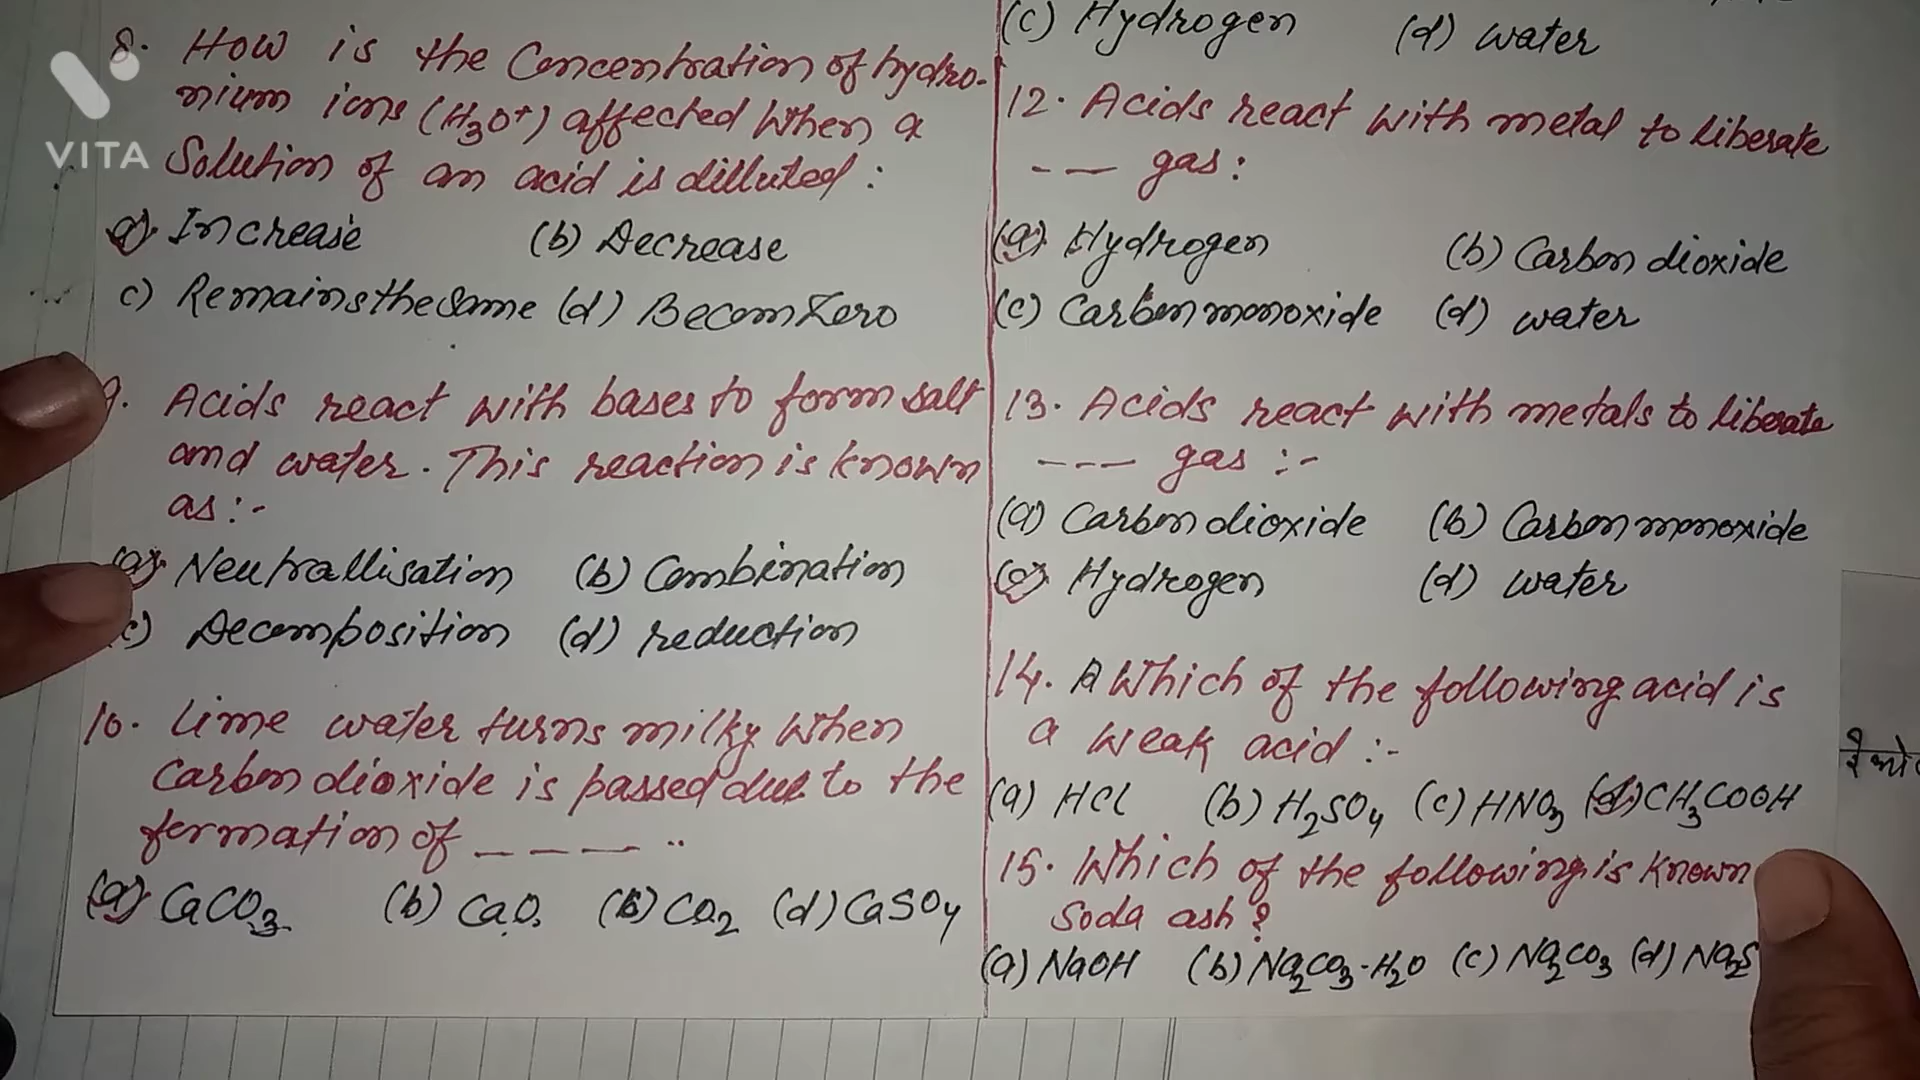 VITA
8. How is the Concentration of hydro-
nium ions (H3O+) affected when a
Solution of an acid is dilluted :
a) Increase (b) Decrease
c) Remains the same (d) Becom Zero
9. Acids react with bases to form salt
and water. This reaction is known
as :-
(a) Neutrallisation (b) Combination
c) Decomposition (d) reduction
10. Lime water turns milky when
Carbon dioxide is passed due to the
formation of ____ ..
(a) CaCO3 (b) CaO. (c) CO2 (d) CaSO4
(c) Hydrogen (d) water
12. Acids react with metal to liberate
-- gas :
(a) Hydrogen (b) Carbon dioxide
(c) Carbon monoxide (d) water
13. Acids react with metals to liberate
--- gas :-
(a) Carbon dioxide (b) Carbon monoxide
(c) Hydrogen (d) water
14. A Which of the following acid is
a weak acid :-
(a) HCl (b) H2SO4 (c) HNO3 (d) CH3COOH
15. Which of the following is known
soda ash ?
(a) NaOH (b) Na2CO3·H2O (c) Na2CO3 (d) Na2S